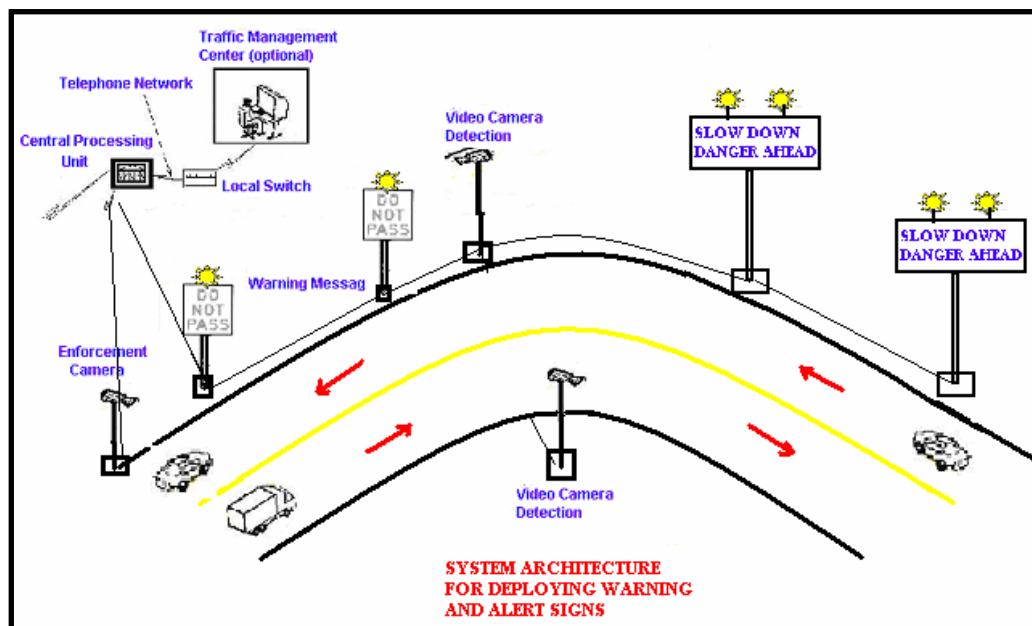 Traffic Management
Center (optional)
Telephone Network
Central Processing
Unit
Local Switch
Video Camera
Detection
SLOW DOWN
DANGER AHEAD
DO
NOT
PASS
SLOW DOWN
DANGER AHEAD
Warning Messag
DO
NOT
PASS
Enforcement
Camera
Video Camera
Detection
SYSTEM ARCHITECTURE
FOR DEPLOYING WARNING
AND ALERT SIGNS